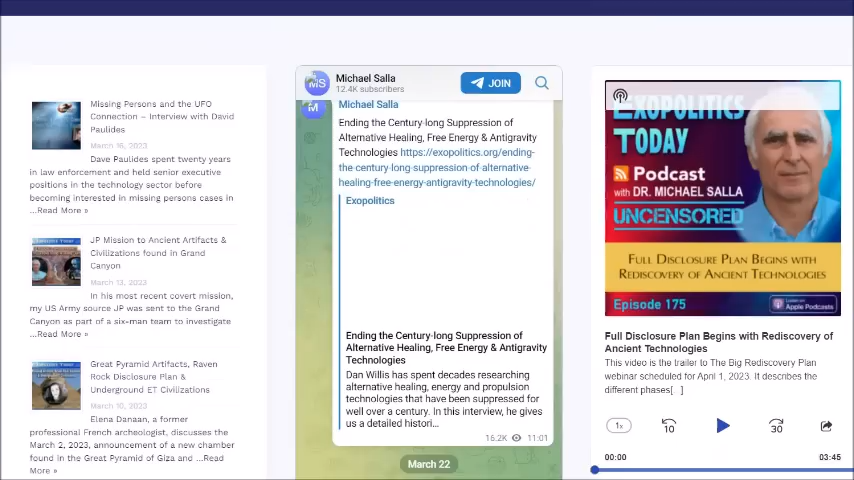 Missing Persons and the UFO
Connection – Interview with David
Paulides
March 16, 2023
Dave Paulides spent twenty years
in law enforcement and held senior executive
positions in the technology sector before
becoming interested in missing persons cases in
...Read More »
JP Mission to Ancient Artifacts &
Civilizations found in Grand
Canyon
March 13, 2023
In his most recent covert mission,
my US Army source JP was sent to the Grand
Canyon as part of a six-man team to investigate
...Read More »
Great Pyramid Artifacts, Raven
Rock Disclosure Plan &
Underground ET Civilizations
March 10, 2023
Elena Danaan, a former
professional French archeologist, discusses the
March 2, 2023, announcement of a new chamber
found in the Great Pyramid of Giza and ...Read
More »
MS
Michael Salla
12.4K subscribers
JOIN
M
Michael Salla
Ending the Century-long Suppression of
Alternative Healing, Free Energy & Antigravity
Technologies https://exopolitics.org/ending-
the-century-long-suppression-of-alternative-
healing-free-energy-antigravity-technologies/
Exopolitics
Ending the Century-long Suppression of
Alternative Healing, Free Energy & Antigravity
Technologies
Dan Willis has spent decades researching
alternative healing, energy and propulsion
technologies that have been suppressed for
well over a century. In this interview, he gives
us a detailed histori...
16.2K 11:01
March 22
EXOPOLITICS
TODAY
Podcast
WITH DR. MICHAEL SALLA
UNCENSORED
FULL DISCLOSURE PLAN BEGINS WITH
REDISCOVERY OF ANCIENT TECHNOLOGIES
Episode 175
Listen on
Apple Podcasts
Full Disclosure Plan Begins with Rediscovery of
Ancient Technologies
This video is the trailer to The Big Rediscovery Plan
webinar scheduled for April 1, 2023. It describes the
different phases[ ]
1x
10
30
00:00
03:45